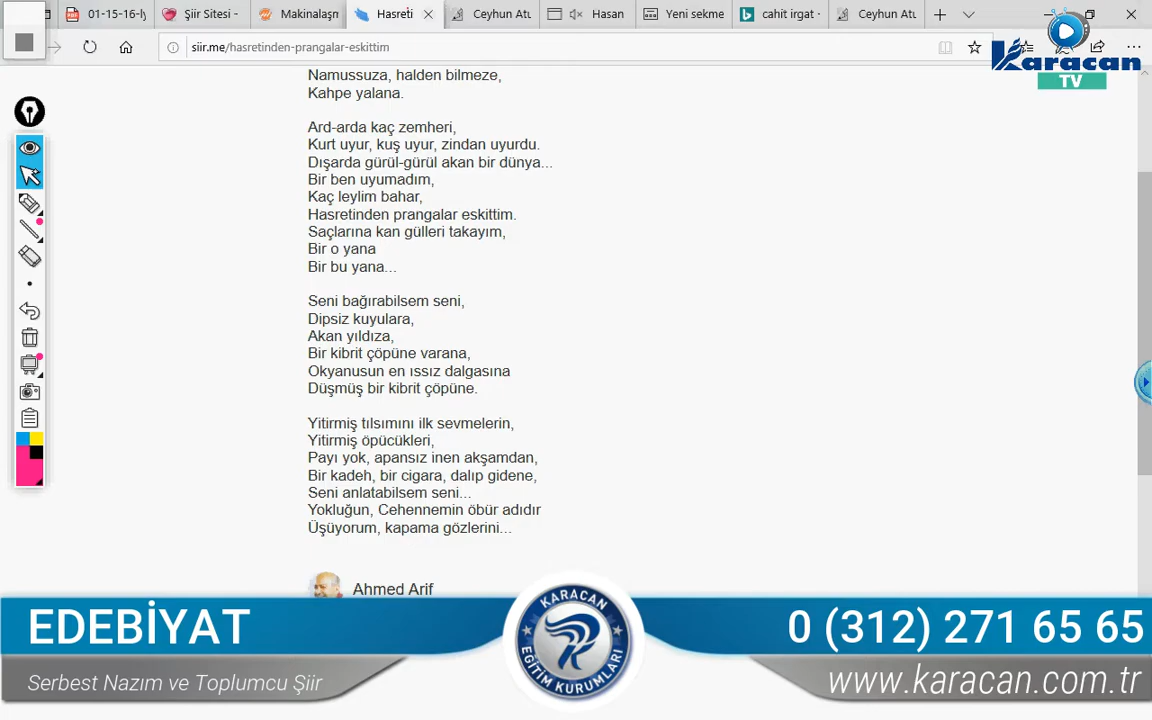 01-15-16-ly
Şiir Sitesi -
Makinalaşm
Hasreti
Ceyhun Atı
Hasan
Yeni sekme
cahit irgat -
Ceyhun Atı
siir.me/hasretinden-prangalar-eskittim
Karacan
TV
Namussuza, halden bilmeze,
Kahpe yalana.
Ard-arda kaç zemheri,
Kurt uyur, kuş uyur, zindan uyurdu.
Dışarda gürül-gürül akan bir dünya...
Bir ben uyumadım,
Kaç leylim bahar,
Hasretinden prangalar eskittim.
Saçlarına kan gülleri takayım,
Bir o yana
Bir bu yana...
Seni bağırabilsem seni,
Dipsiz kuyulara,
Akan yıldıza,
Bir kibrit çöpüne varana,
Okyanusun en ıssız dalgasına
Düşmüş bir kibrit çöpüne.
Yitirmiş tılsımını ilk sevmelerin,
Yitirmiş öpücükleri,
Payı yok, apansız inen akşamdan,
Bir kadeh, bir cigara, dalıp gidene,
Seni anlatabilsem seni...
Yokluğun, Cehennemin öbür adıdır
Üşüyorum, kapama gözlerini...
Ahmed Arif
EDEBİYAT
Serbest Nazım ve Toplumcu Şiir
KARACAN
EĞİTİM KURUMLARI
0 (312) 271 65 65
www.karacan.com.tr